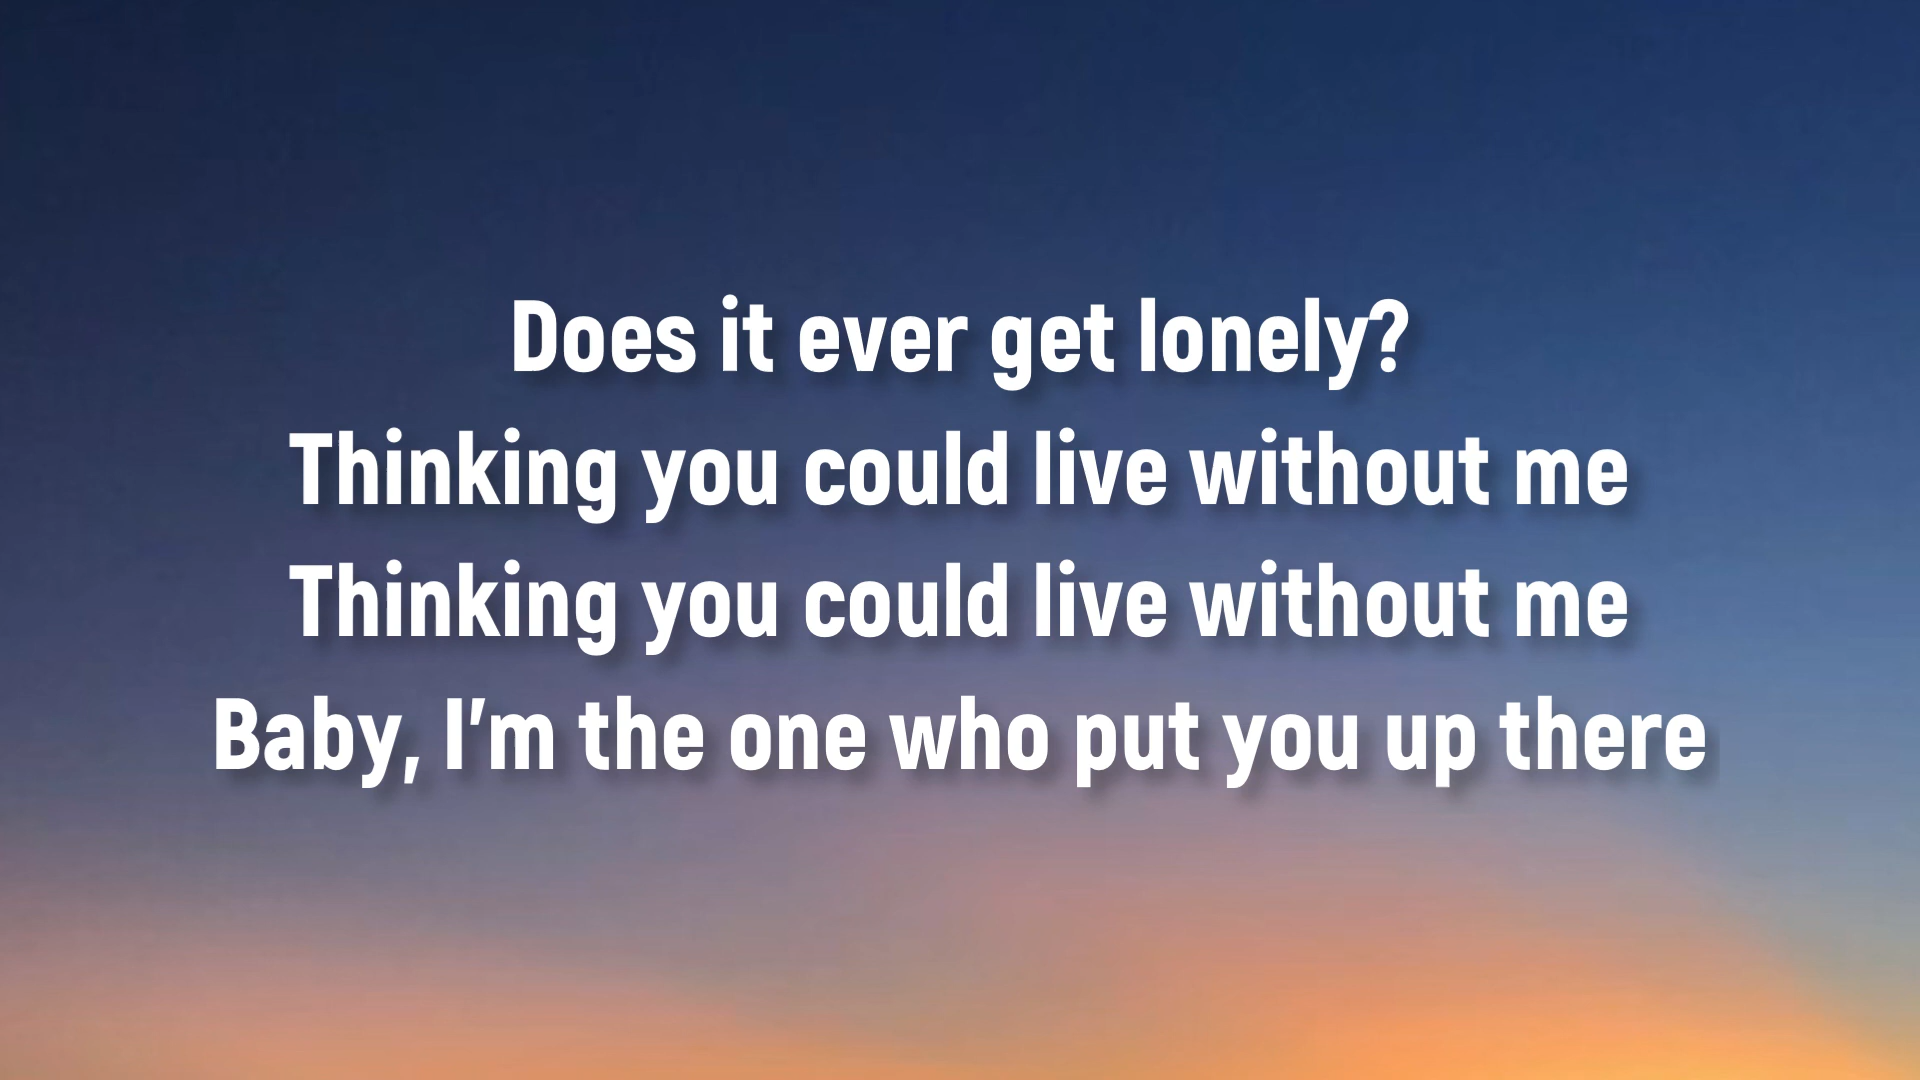 Does it ever get lonely?
Thinking you could live without me
Thinking you could live without me
Baby, I'm the one who put you up there